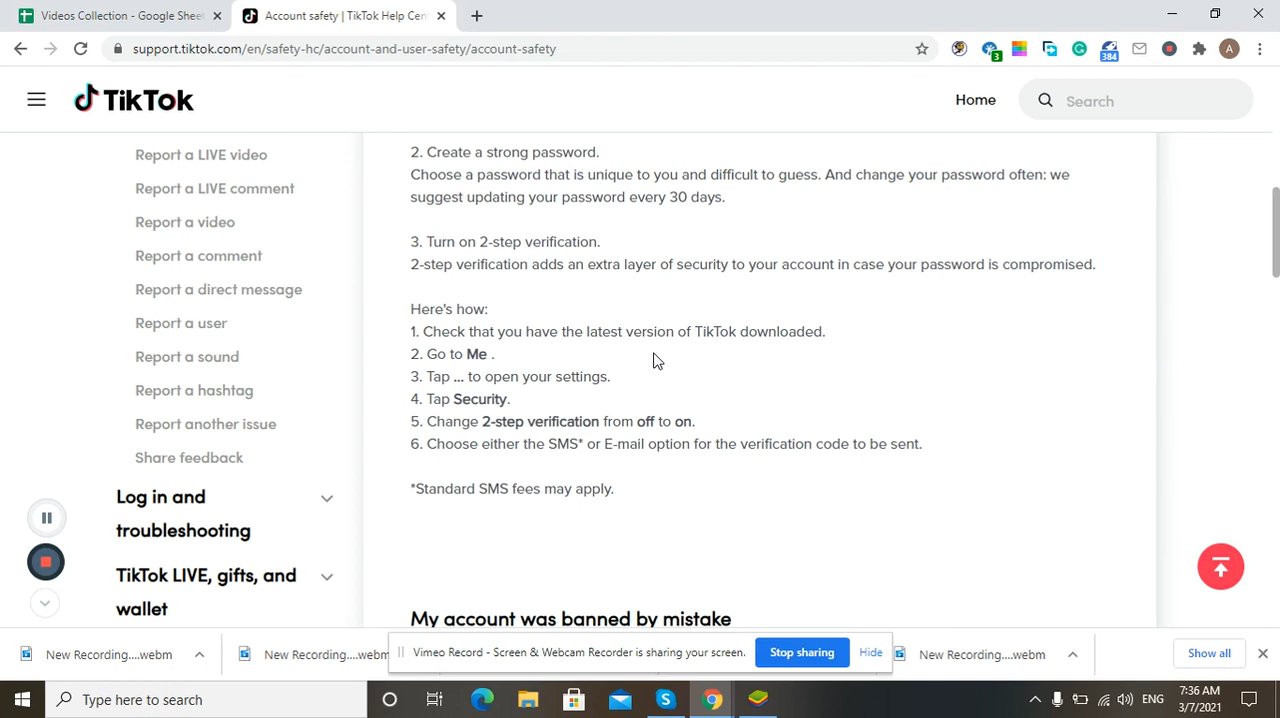 Videos Collection - Google Sheet
Account safety | TikTok Help Cen
support.tiktok.com/en/safety-hc/account-and-user-safety/account-safety
3
384
A
TikTok
Home
Search
Report a LIVE video
Report a LIVE comment
Report a video
Report a comment
Report a direct message
Report a user
Report a sound
Report a hashtag
Report another issue
Share feedback
Log in and
troubleshooting
TikTok LIVE, gifts, and
wallet
2. Create a strong password.
Choose a password that is unique to you and difficult to guess. And change your password often: we
suggest updating your password every 30 days.
3. Turn on 2-step verification.
2-step verification adds an extra layer of security to your account in case your password is compromised.
Here's how:
1. Check that you have the latest version of TikTok downloaded.
2. Go to Me .
3. Tap ... to open your settings.
4. Tap Security.
5. Change 2-step verification from off to on.
6. Choose either the SMS* or E-mail option for the verification code to be sent.
*Standard SMS fees may apply.
My account was banned by mistake
New Recording....webm
New Recording....webm
Vimeo Record - Screen & Webcam Recorder is sharing your screen.
Stop sharing
Hide
New Recording....webm
Show all
Type here to search
S
ENG
7:36 AM
3/7/2021